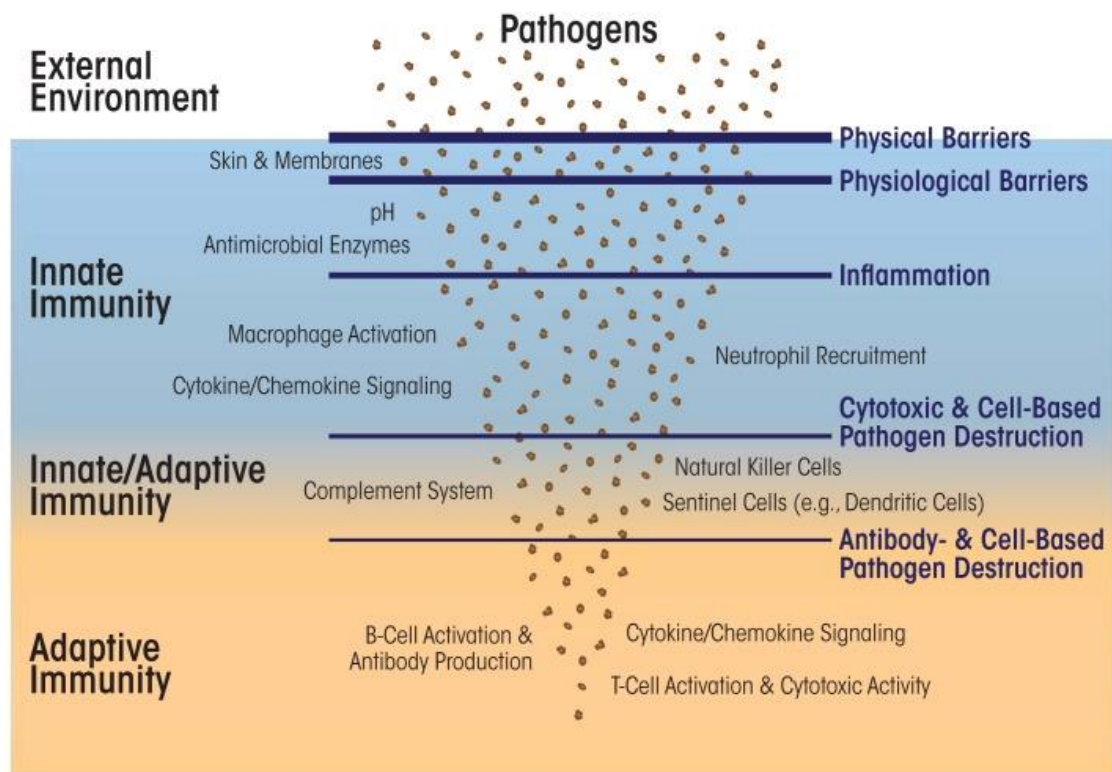 Pathogens
External
Environment
Physical Barriers
Skin & Membranes
Physiological Barriers
pH
Antimicrobial Enzymes
Innate
Immunity
Inflammation
Macrophage Activation
Neutrophil Recruitment
Cytokine/Chemokine Signaling
Cytotoxic & Cell-Based
Pathogen Destruction
Innate/Adaptive
Immunity
Natural Killer Cells
Complement System
Sentinel Cells (e.g., Dendritic Cells)
Antibody- & Cell-Based
Pathogen Destruction
Adaptive
Immunity
B-Cell Activation &
Antibody Production
Cytokine/Chemokine Signaling
T-Cell Activation & Cytotoxic Activity